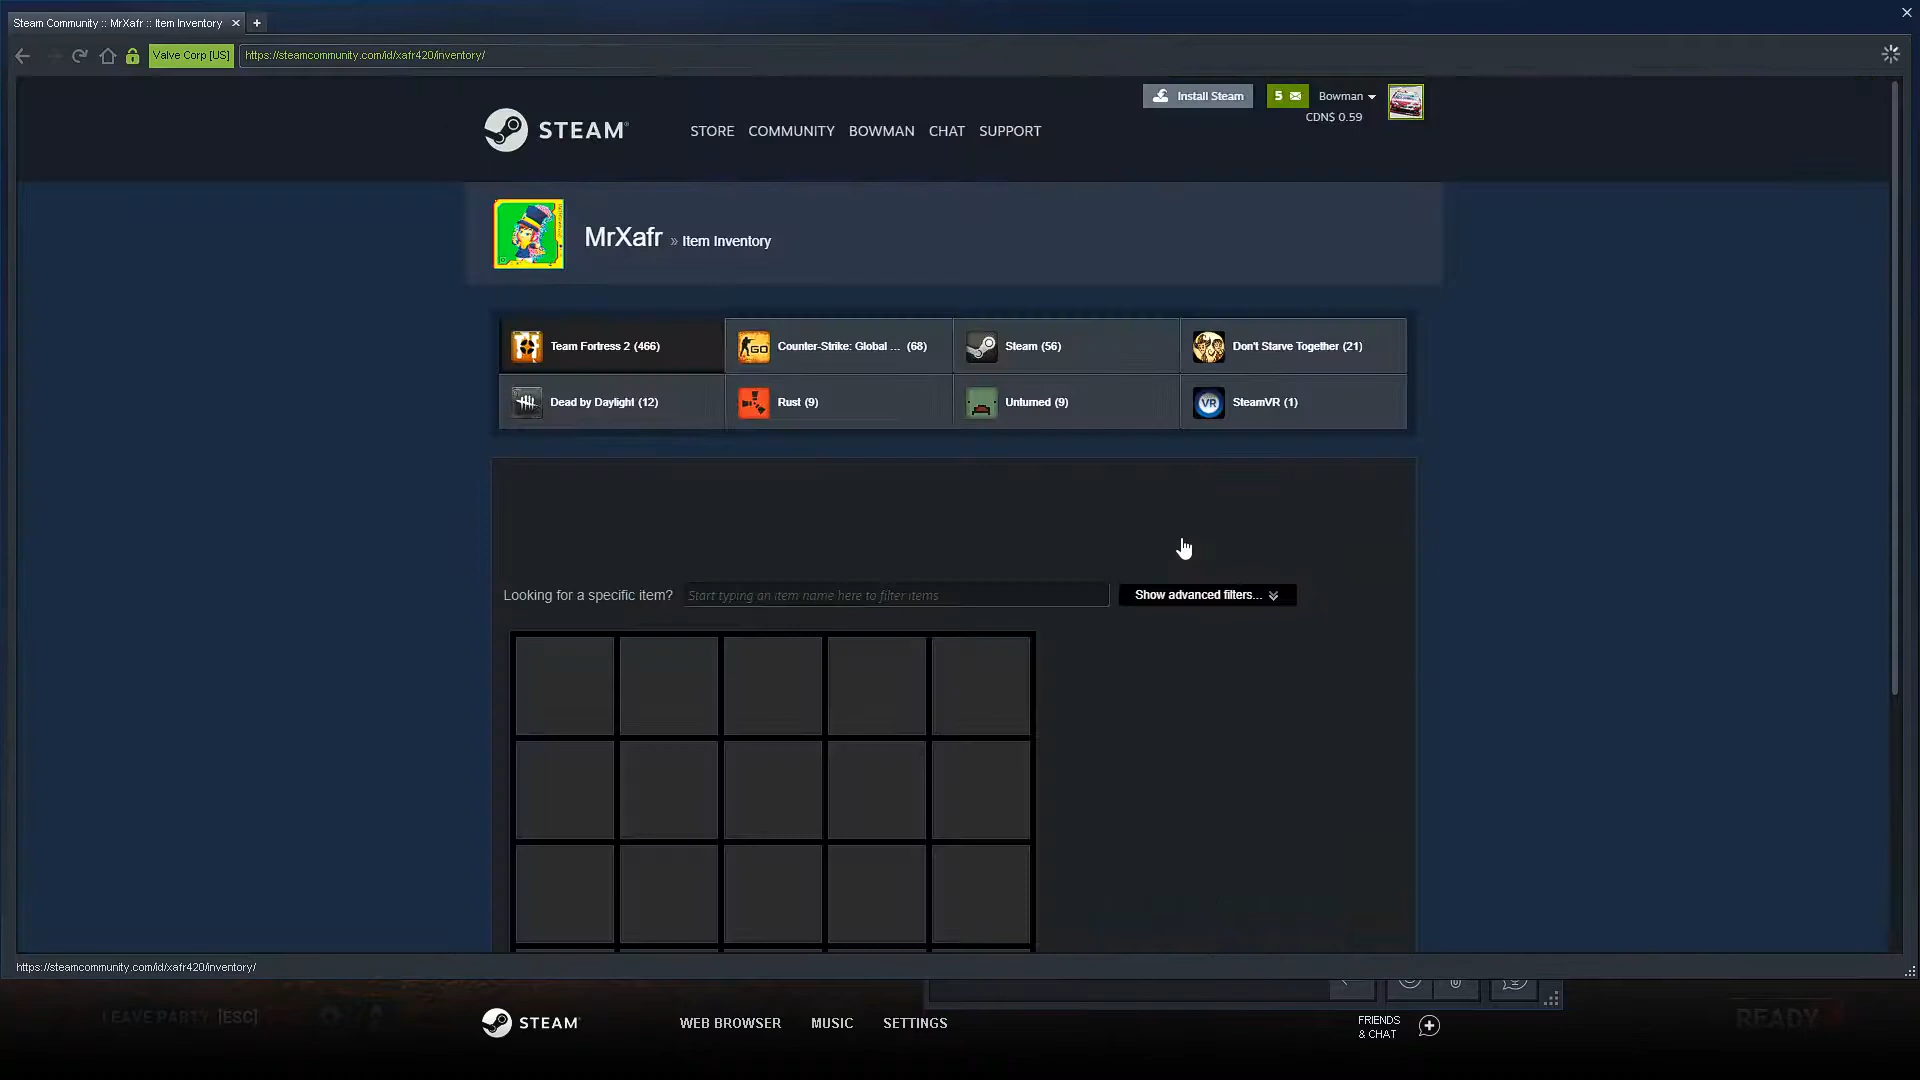 Steam Community :: MrXafr :: Item Inventory
Valve Corp [US]
https://steamcommunity.com/id/xafr420/inventory/
Install Steam
5
Bowman
CDN$ 0.59
STEAM
STORE
COMMUNITY
BOWMAN
CHAT
SUPPORT
MrXafr » Item Inventory
Team Fortress 2 (466)
Counter-Strike: Global ... (68)
Steam (56)
Don't Starve Together (21)
Dead by Daylight (12)
Rust (9)
Unturned (9)
SteamVR (1)
Looking for a specific item?
Start typing an item name here to filter items
Show advanced filters...
https://steamcommunity.com/id/xafr420/inventory/
LEAVE PARTY [ESC]
STEAM
WEB BROWSER
MUSIC
SETTINGS
FRIENDS
& CHAT
READY